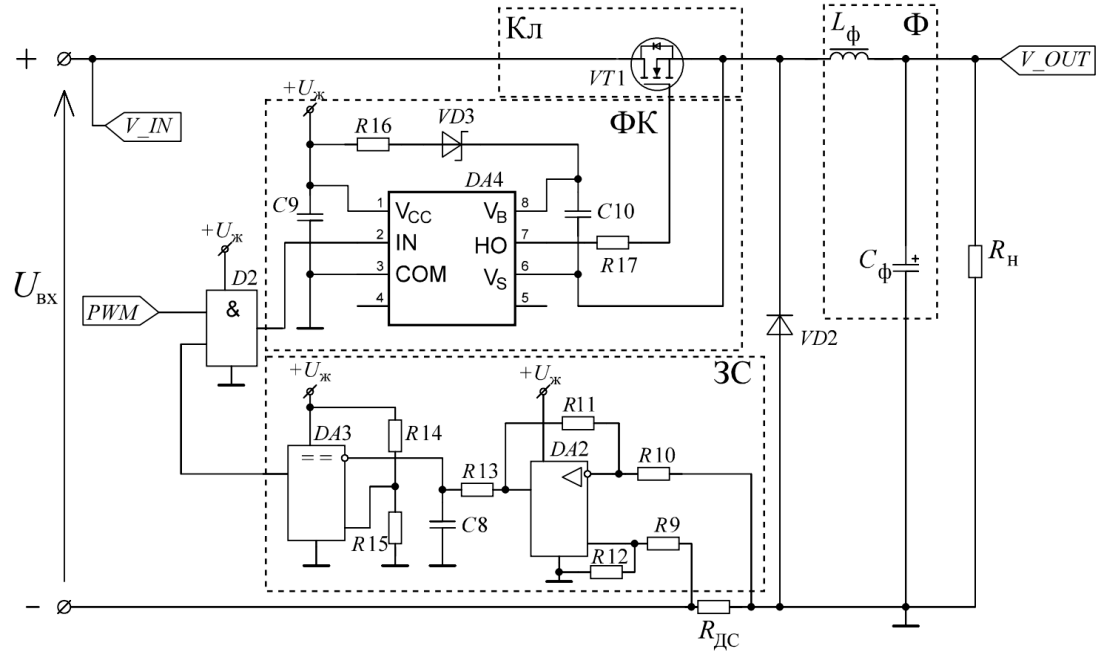 Кл
Lф
Ф
+
VT1
V_OUT
+Uж
ФК
V_IN
R16
VD3
DA4
C9
1
VCC
VB
8
C10
+Uж
2
IN
HO
7
R17
D2
3
COM
VS
6
Cф
+
Rн
Uвх
PWM
&
4
5
VD2
ЗС
+Uж
+Uж
R11
DA3
R14
DA2
R10
==
R13
R15
C8
R9
R12
−
RДС